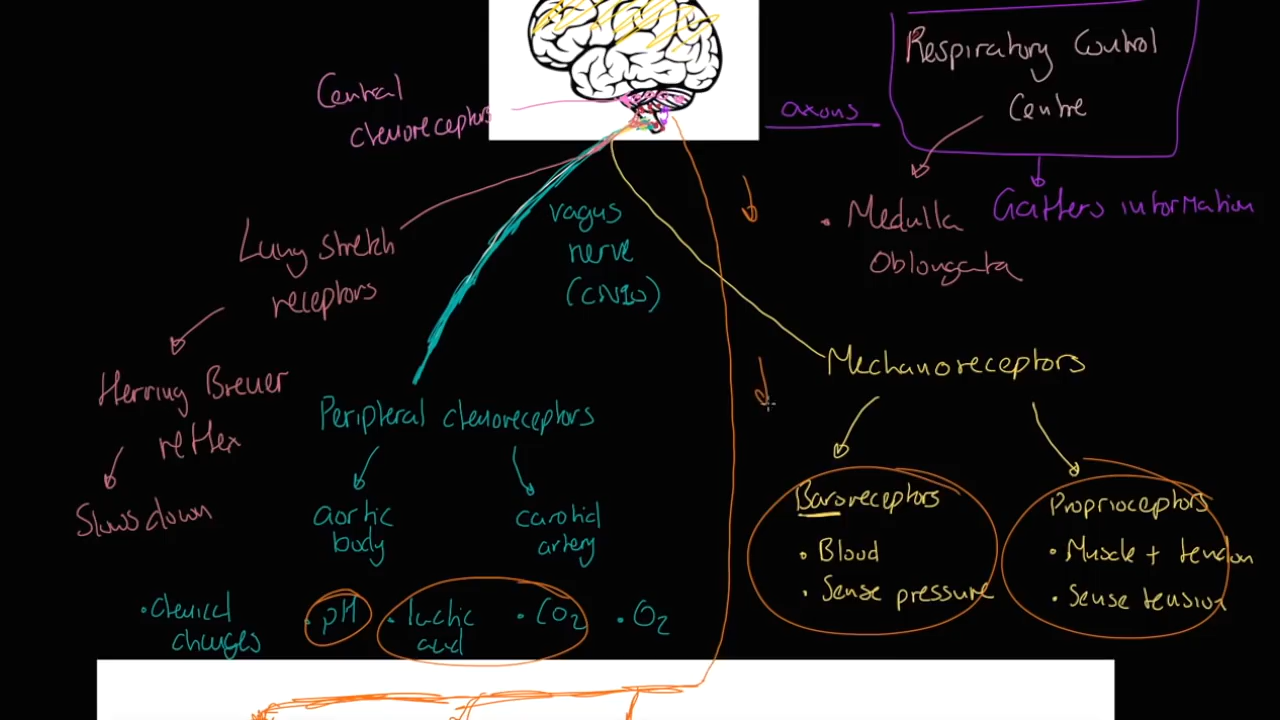 Respiratory Control
Centre
Central
chemoreceptors
axons
vagus
nerve
(CN10)
• Medulla
Oblongata
Gathers information
Lung stretch
receptors
Herring Breuer
reflex
Slows down
Mechanoreceptors
Peripheral chemoreceptors
aortic
body
carotid
artery
Baroreceptors
• Blood
• Sense pressure
Proprioceptors
• Muscle + tendon
• Sense tension
• Chemical
changes
• pH
• lactic
acid
• CO2
• O2